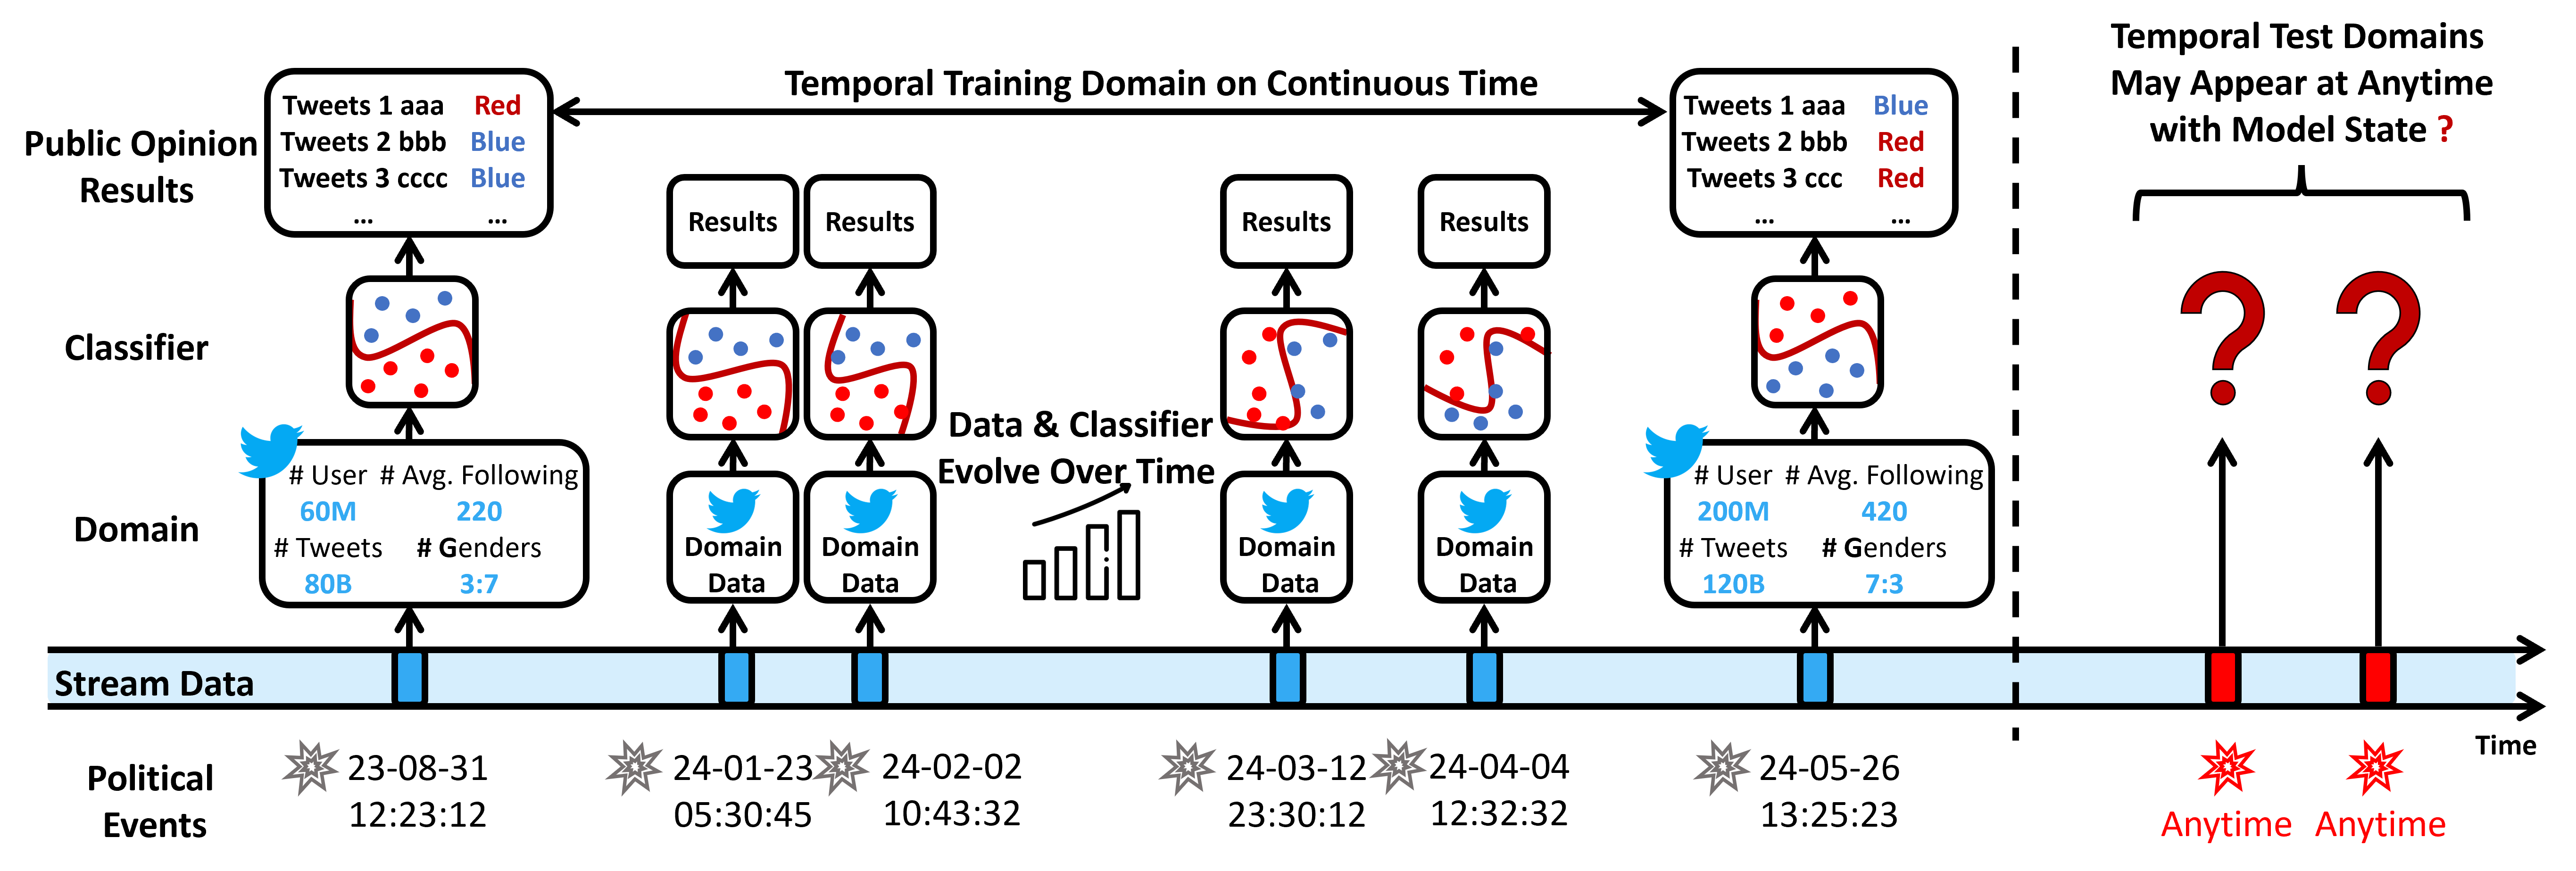 Temporal Training Domain on Continuous Time
Temporal Test Domains
May Appear at Anytime
with Model State ?
Public Opinion
Results
Tweets 1 aaa Red
Tweets 2 bbb Blue
Tweets 3 cccc Blue
... ...
Results
Results
Results
Results
Tweets 1 aaa Blue
Tweets 2 bbb Red
Tweets 3 ccc Red
... ...
Classifier
? ?
Data & Classifier
Evolve Over Time
Domain
# User # Avg. Following
60M 220
# Tweets # Genders
80B 3:7
Domain
Data
Domain
Data
Domain
Data
Domain
Data
# User # Avg. Following
200M 420
# Tweets # Genders
120B 7:3
Stream Data
Time
Political
Events
23-08-31
12:23:12
24-01-23
05:30:45
24-02-02
10:43:32
24-03-12
23:30:12
24-04-04
12:32:32
24-05-26
13:25:23
Anytime
Anytime